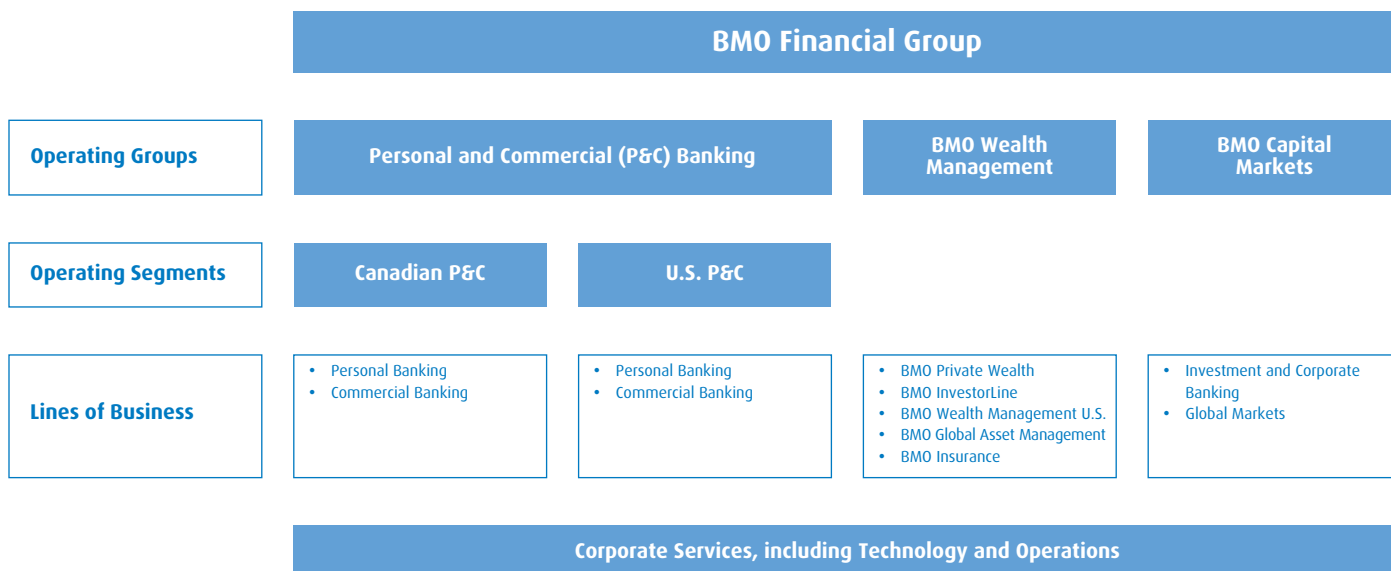 BMO Financial Group
Operating Groups
Personal and Commercial (P&C) Banking
BMO Wealth
Management
BMO Capital
Markets
Operating Segments
Canadian P&C
U.S. P&C
Lines of Business
• Personal Banking
• Commercial Banking
• Personal Banking
• Commercial Banking
• BMO Private Wealth
• BMO InvestorLine
• BMO Wealth Management U.S.
• BMO Global Asset Management
• BMO Insurance
• Investment and Corporate
Banking
• Global Markets
Corporate Services, including Technology and Operations